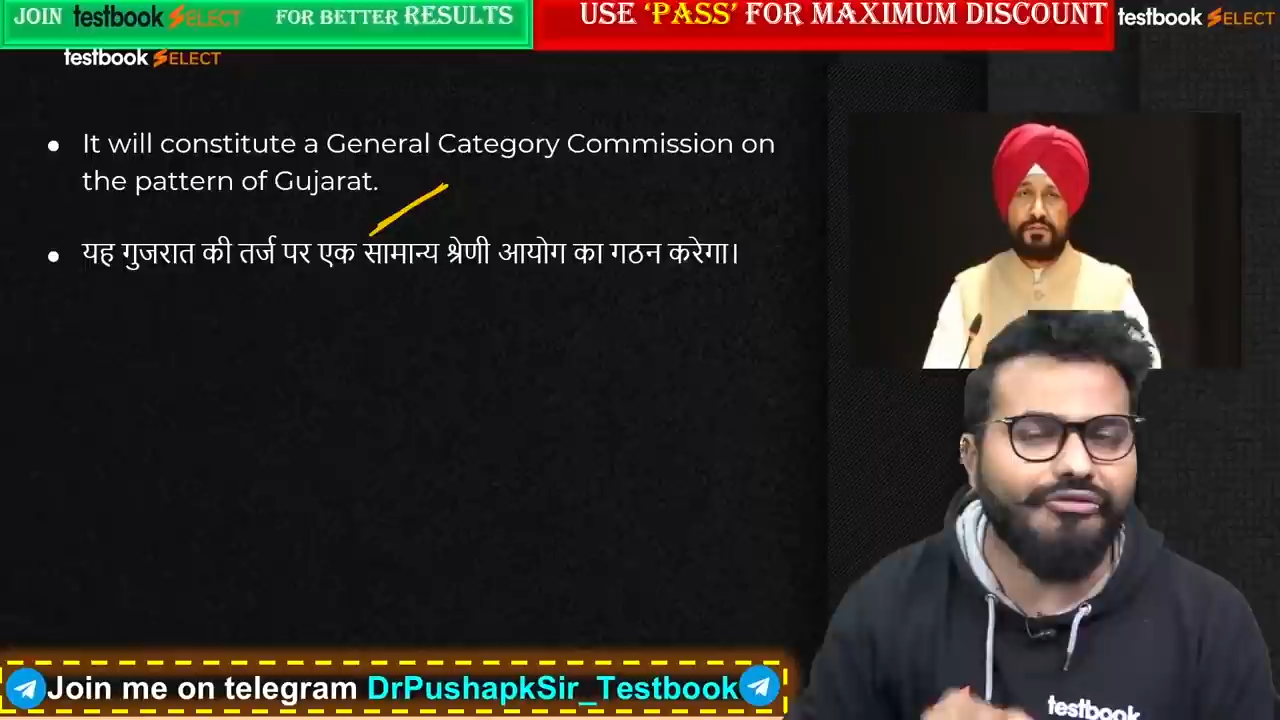 JOIN testbook SELECT FOR BETTER RESULTS
USE ‘PASS’ FOR MAXIMUM DISCOUNT
testbook SELECT
testbook SELECT
• It will constitute a General Category Commission on
the pattern of Gujarat.
• यह गुजरात की तर्ज पर एक सामान्य श्रेणी आयोग का गठन करेगा।
testbook
Join me on telegram DrPushapkSir_Testbook